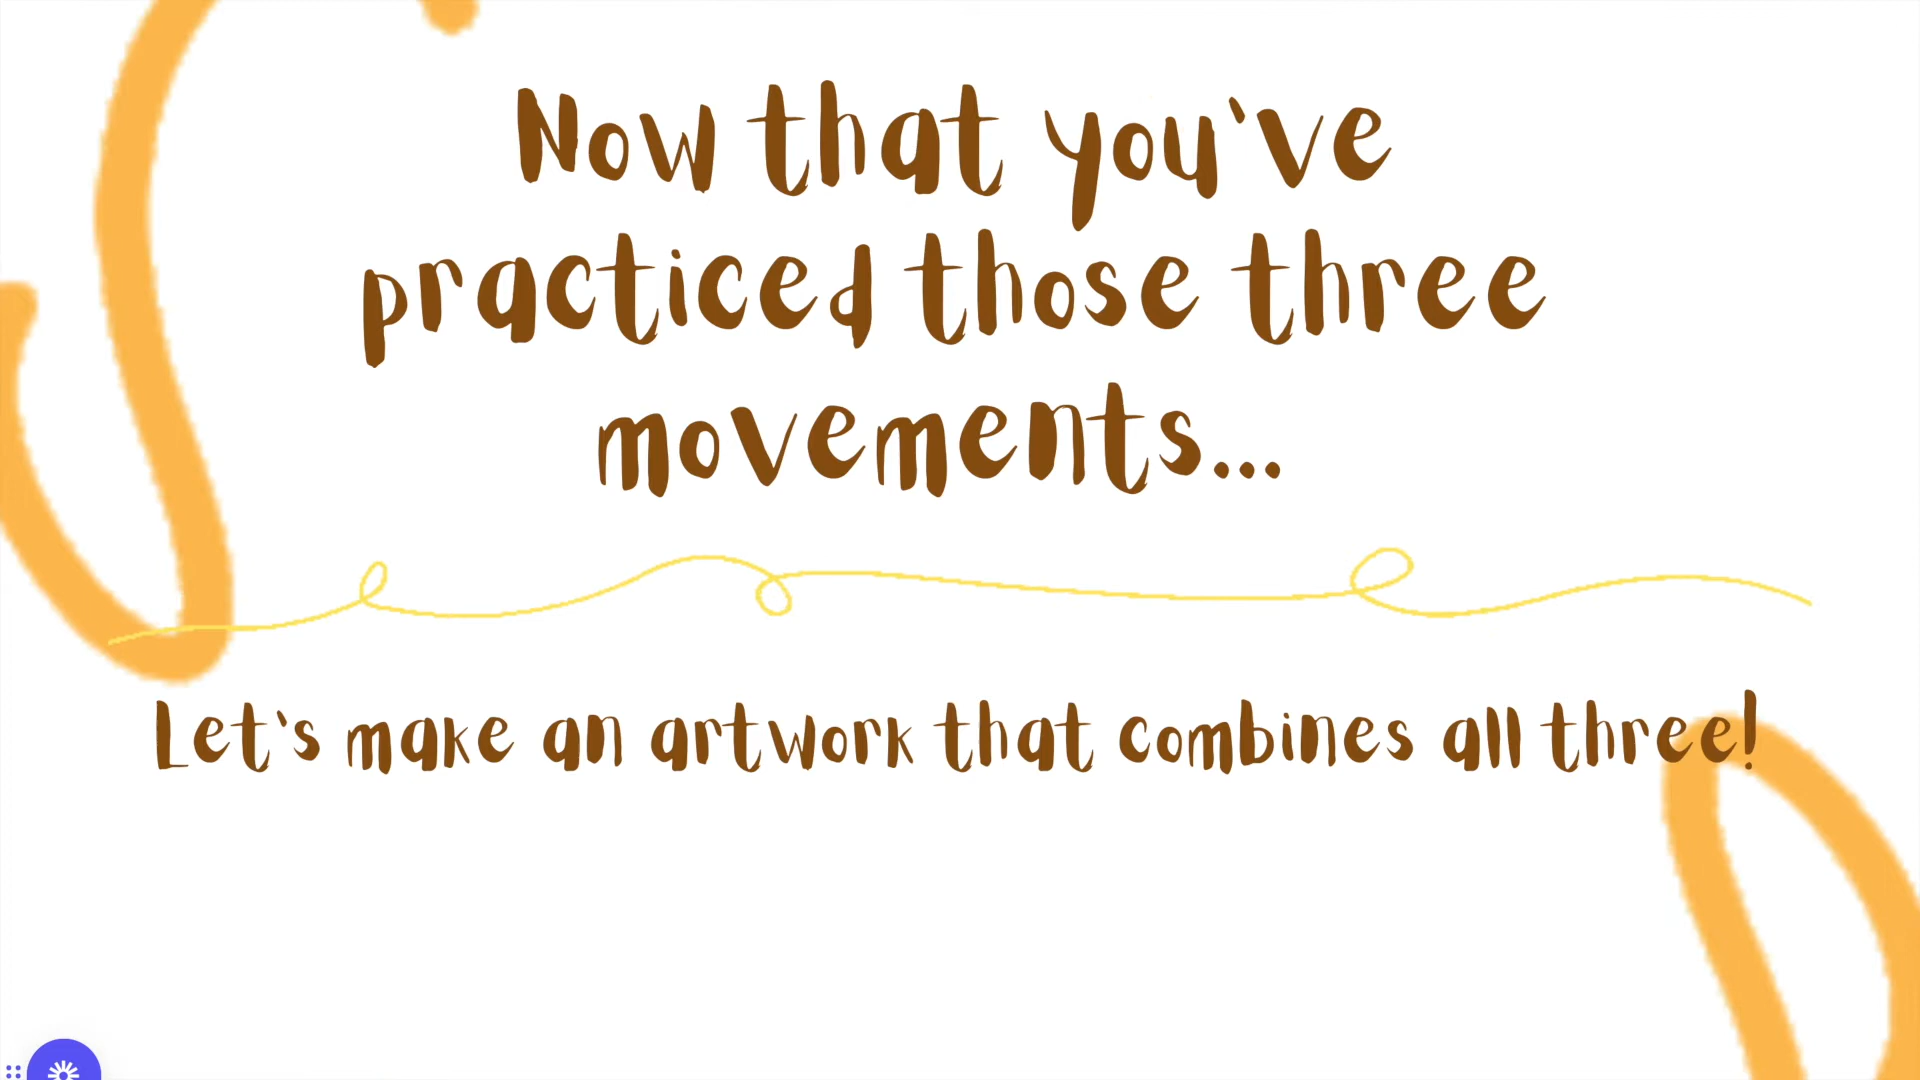 Now that you've
practiced those three
movements...
Let's make an artwork that combines all three!